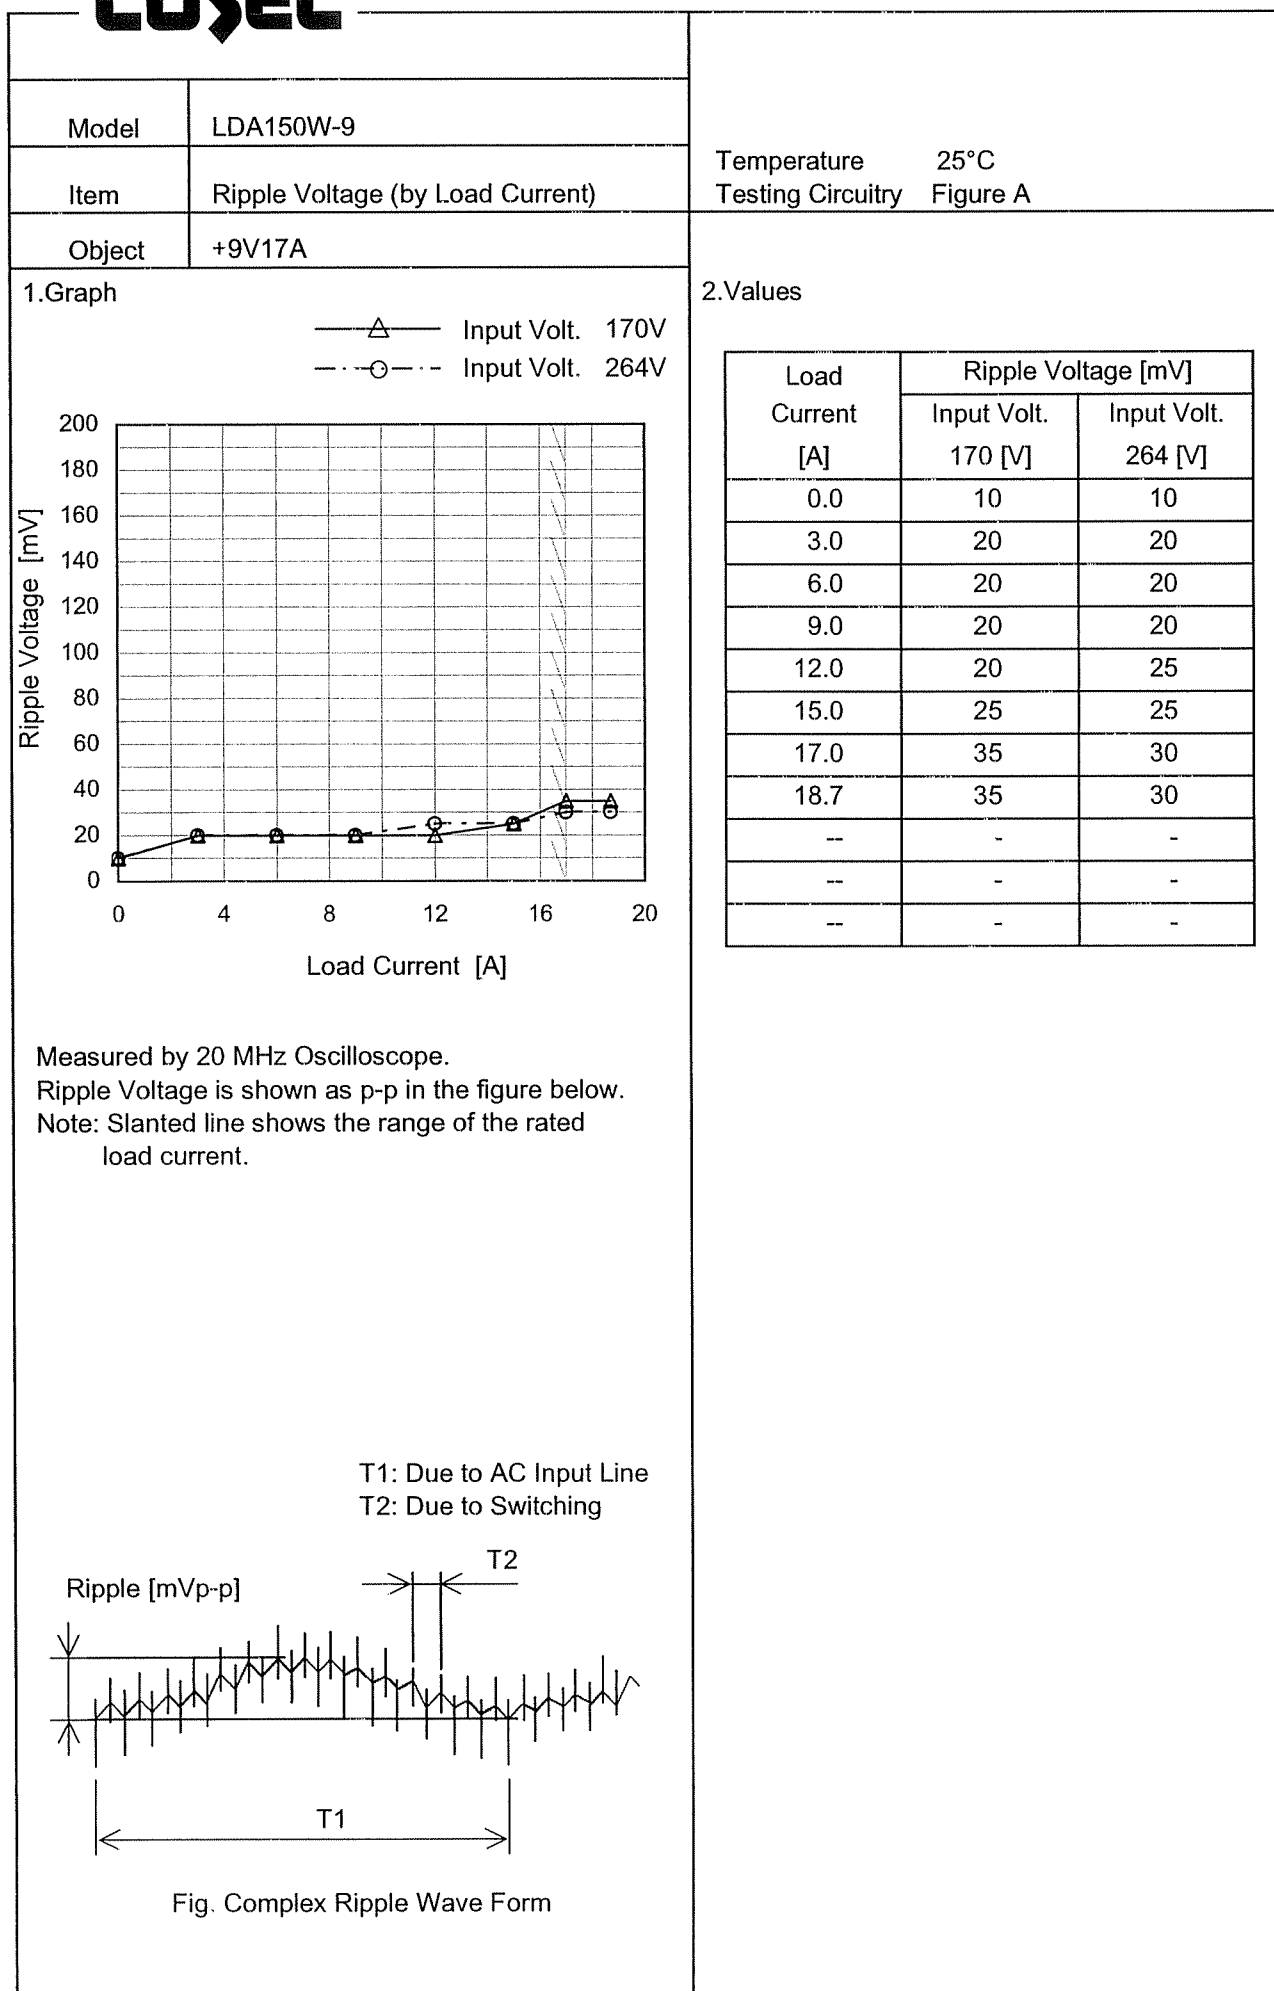 COSEL
Model LDA150W-9
Item Ripple Voltage (by Load Current)
Object +9V17A
Temperature 25°C
Testing Circuitry Figure A
1.Graph
Input Volt. 170V
Input Volt. 264V
Ripple Voltage [mV]
200
180
160
140
120
100
80
60
40
20
0
0 4 8 12 16 20
Load Current [A]
Measured by 20 MHz Oscilloscope.
Ripple Voltage is shown as p-p in the figure below.
Note: Slanted line shows the range of the rated
load current.
T1: Due to AC Input Line
T2: Due to Switching
T2
Ripple [mVp-p]
T1
Fig. Complex Ripple Wave Form
2.Values
Load Ripple Voltage [mV]
Current Input Volt. Input Volt.
[A] 170 [V] 264 [V]
0.0 10 10
3.0 20 20
6.0 20 20
9.0 20 20
12.0 20 25
15.0 25 25
17.0 35 30
18.7 35 30
-- - -
-- - -
-- - -